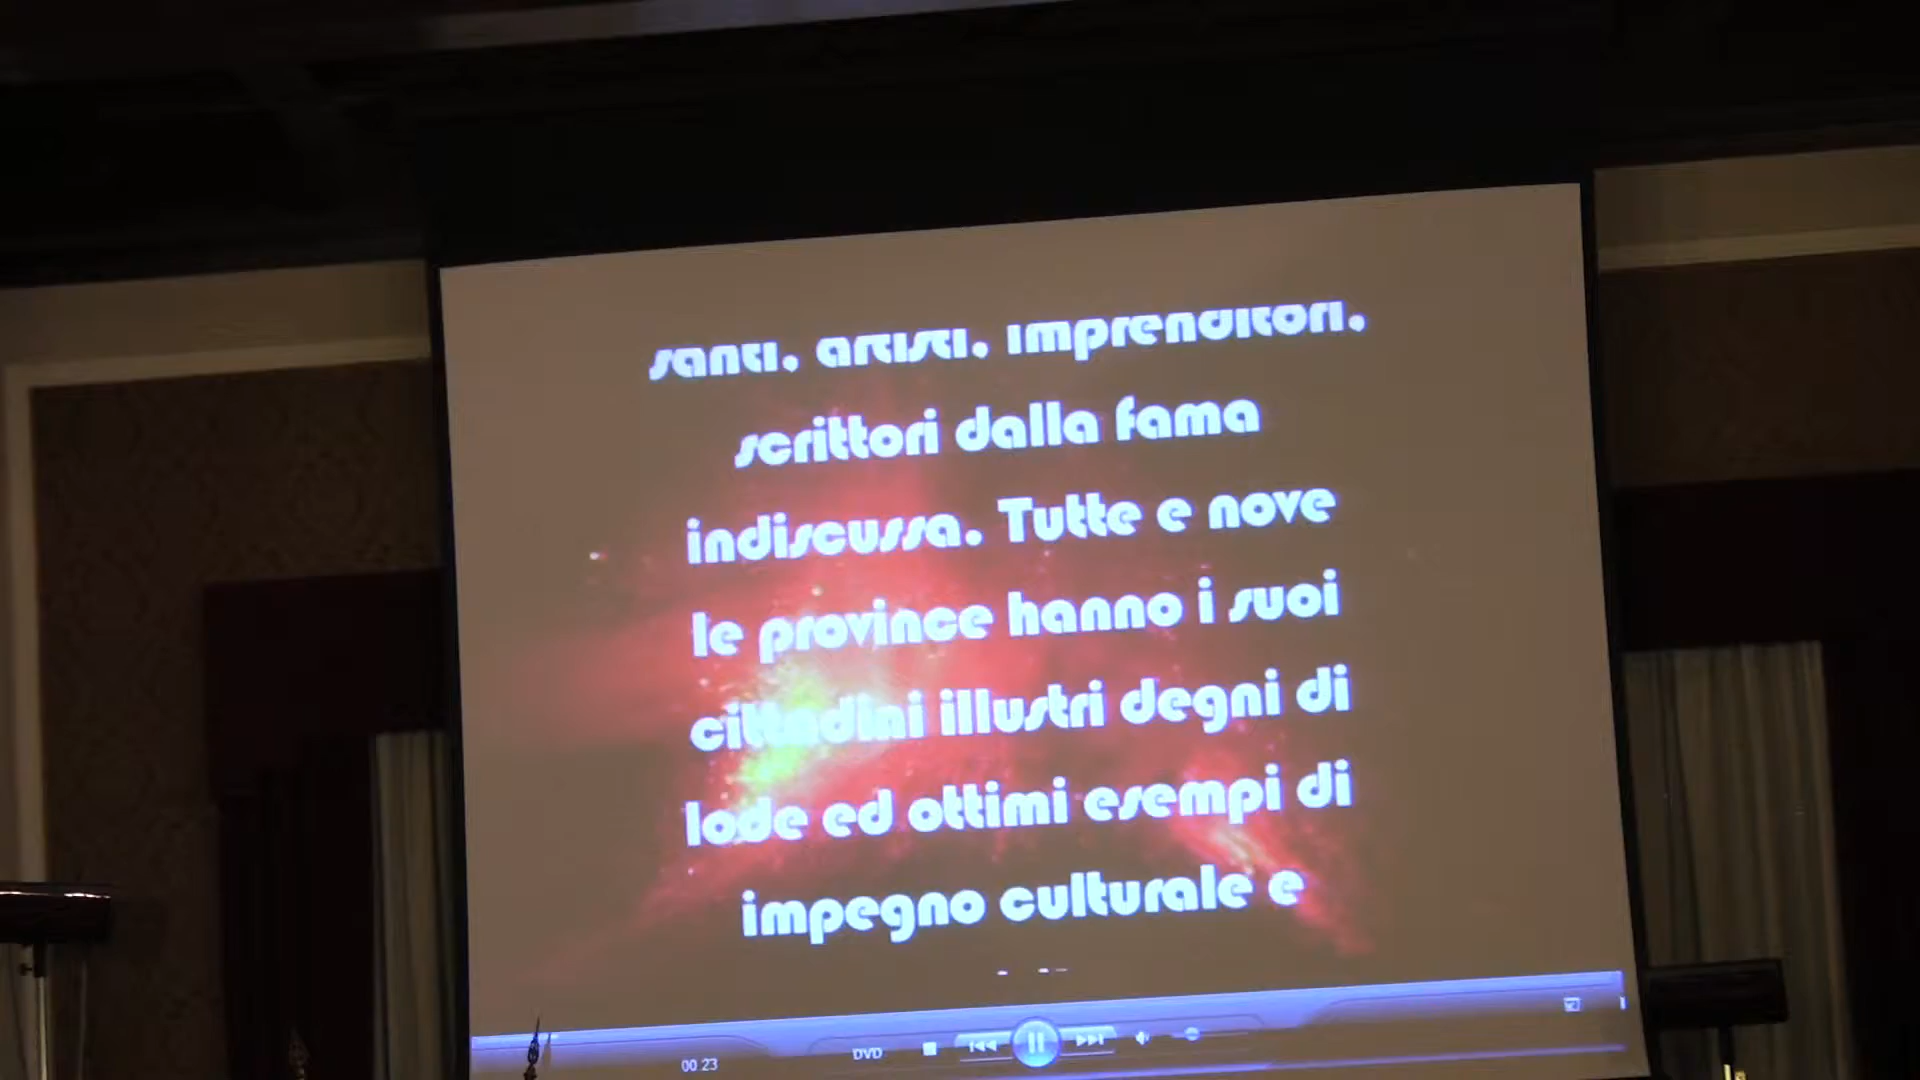 santi, artisti, imprenditori,
scrittori dalla fama
indiscussa. Tutte e nove
le province hanno i suoi
cittadini illustri degni di
lode ed ottimi esempi di
impegno culturale e
00:23
DVD